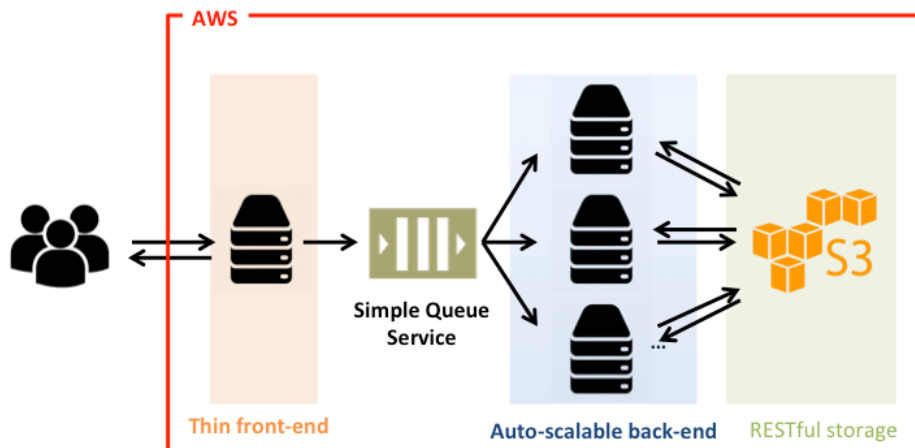 AWS
S3
Simple Queue
Service
...
Thin front-end
Auto-scalable back-end
RESTful storage